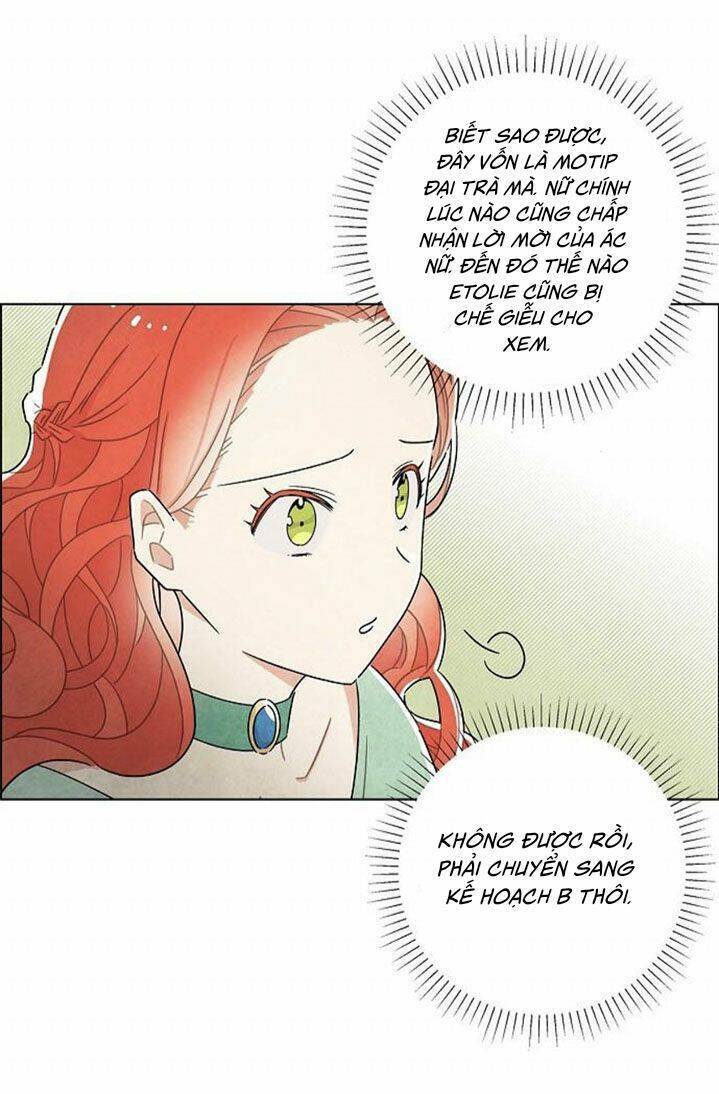 BIẾT SAO ĐƯỢC,
ĐÂY VỐN LÀ MOTIP
ĐẠI TRÀ MÀ. NỮ CHÍNH
LÚC NÀO CŨNG CHẤP
NHẬN LỜI MỜI CỦA ÁC
NỮ. ĐẾN ĐÓ THẾ NÀO
ETOLIE CŨNG BỊ
CHẾ GIỄU CHO
XEM.
KHÔNG ĐƯỢC RỒI,
PHẢI CHUYỂN SANG
KẾ HOẠCH B THÔI.